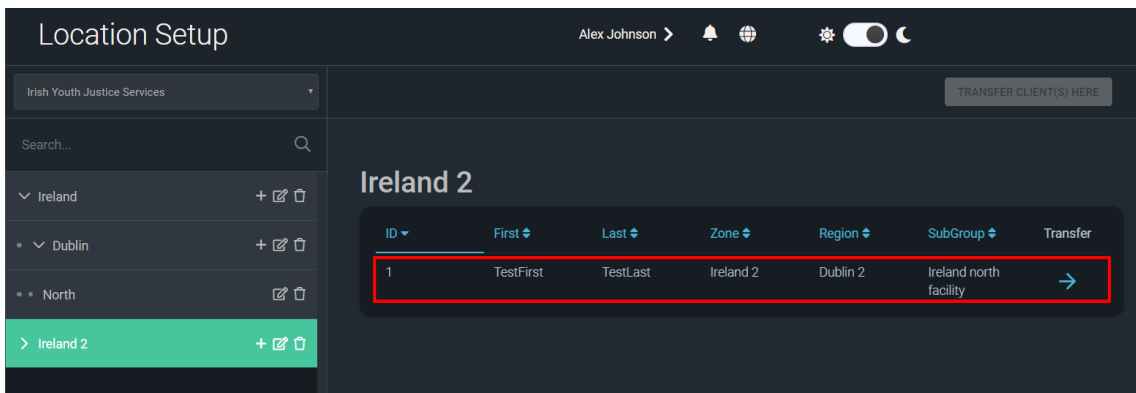 Location Setup
Alex Johnson
Irish Youth Justice Services
TRANSFER CLIENT(S) HERE
Search...
Ireland
Dublin
North
Ireland 2
Ireland 2
ID First Last Zone Region SubGroup Transfer
1 TestFirst TestLast Ireland 2 Dublin 2 Ireland north
facility